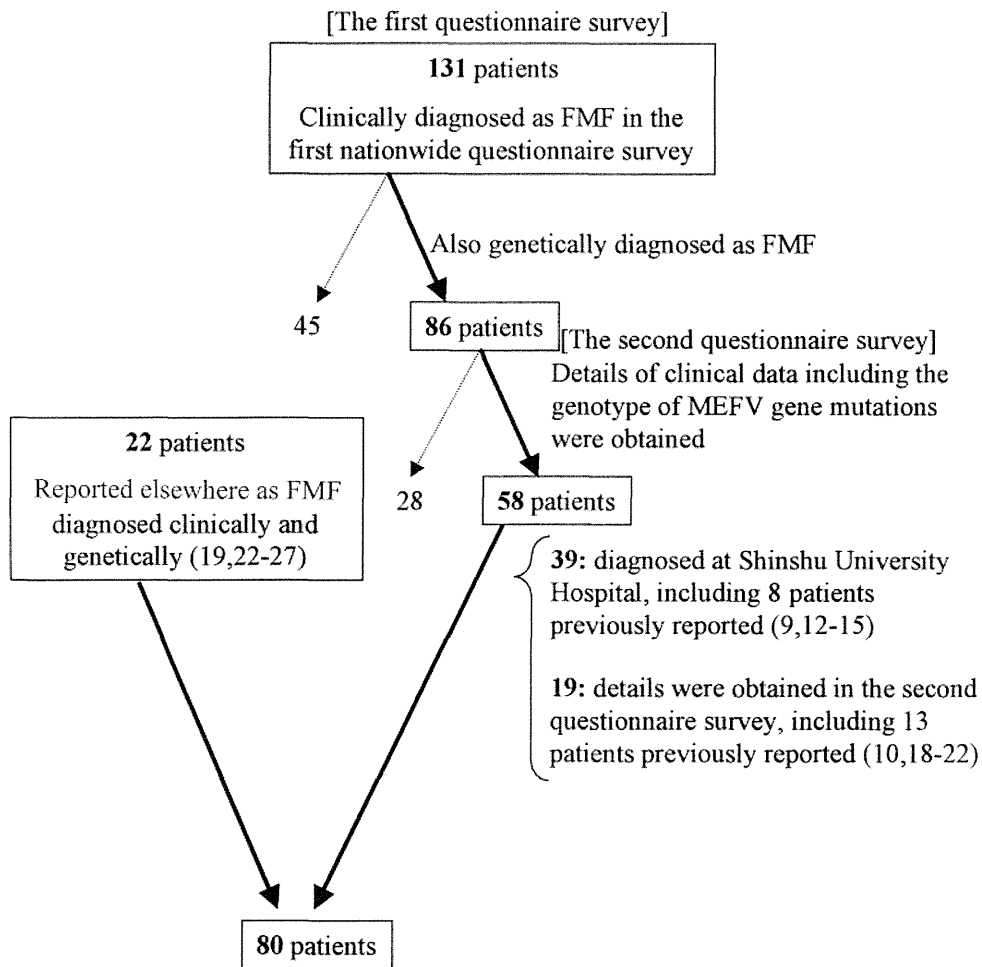 [The first questionnaire survey]
131 patients
Clinically diagnosed as FMF in the
first nationwide questionnaire survey
Also genetically diagnosed as FMF
45
86 patients
[The second questionnaire survey]
Details of clinical data including the
genotype of MEFV gene mutations
were obtained
22 patients
Reported elsewhere as FMF
diagnosed clinically and
genetically (19,22-27)
28
58 patients
39: diagnosed at Shinshu University
Hospital, including 8 patients
previously reported (9,12-15)
19: details were obtained in the second
questionnaire survey, including 13
patients previously reported (10,18-22)
80 patients